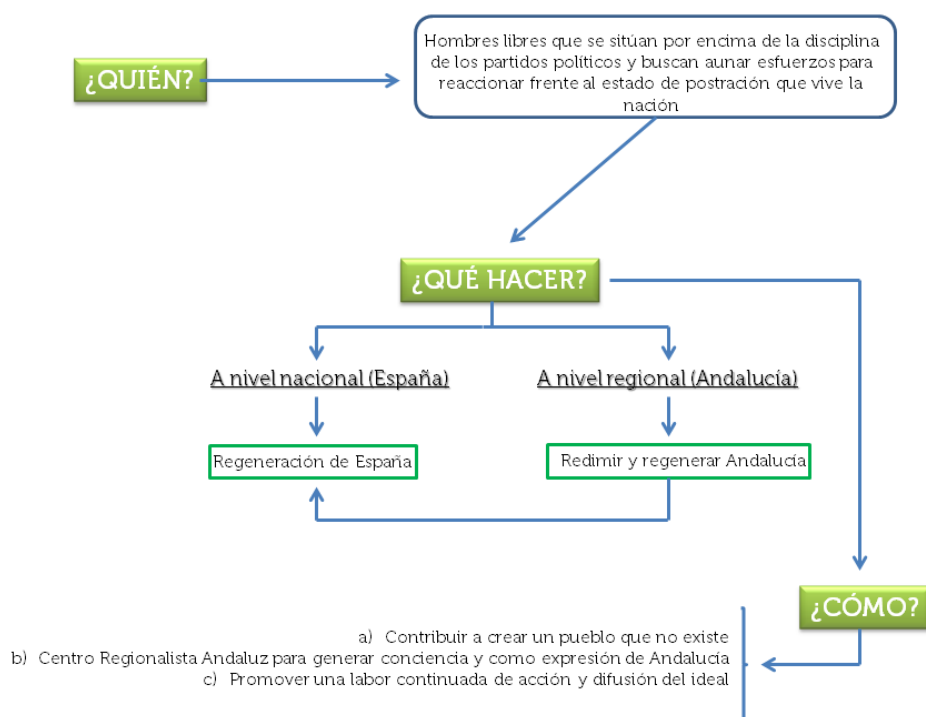 ¿QUIÉN?
Hombres libres que se sitúan por encima de la disciplina
de los partidos políticos y buscan aunar esfuerzos para
reaccionar frente al estado de postración que vive la
nación
¿QUÉ HACER?
A nivel nacional (España)
A nivel regional (Andalucía)
Regeneración de España
Redimir y regenerar Andalucía
¿CÓMO?
a) Contribuir a crear un pueblo que no existe
b) Centro Regionalista Andaluz para generar conciencia y como expresión de Andalucía
c) Promover una labor continuada de acción y difusión del ideal